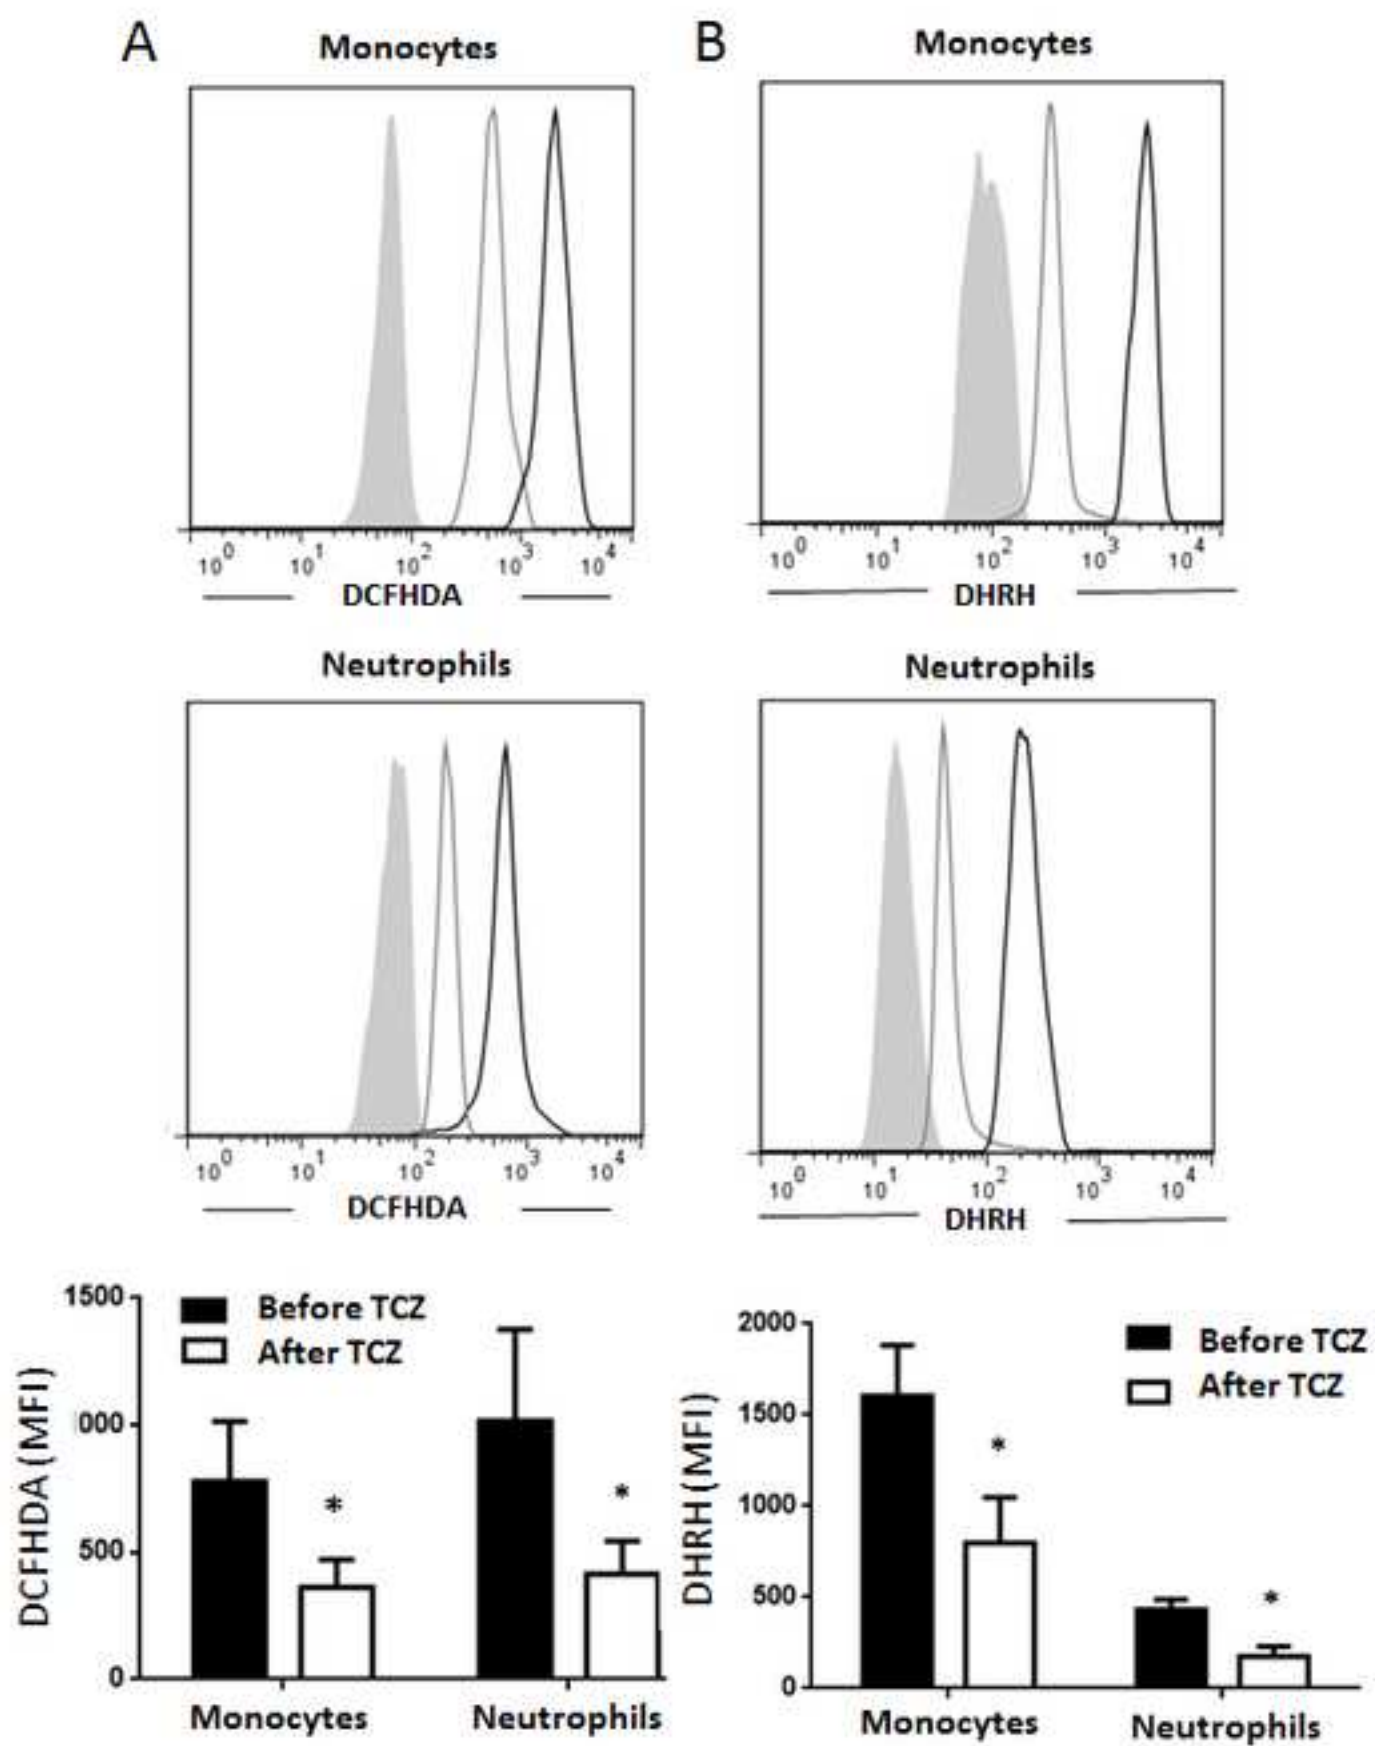 A
Monocytes
10^0 10^1 10^2 10^3 10^4
DCFHDA
Neutrophils
10^0 10^1 10^2 10^3 10^4
DCFHDA
1500
000
500
0
DCFHDA (MFI)
Before TCZ
After TCZ
*
*
Monocytes Neutrophils
B
Monocytes
10^0 10^1 10^2 10^3 10^4
DHRH
Neutrophils
10^0 10^1 10^2 10^3 10^4
DHRH
2000
1500
1000
500
0
DHRH (MFI)
Before TCZ
After TCZ
*
*
Monocytes Neutrophils